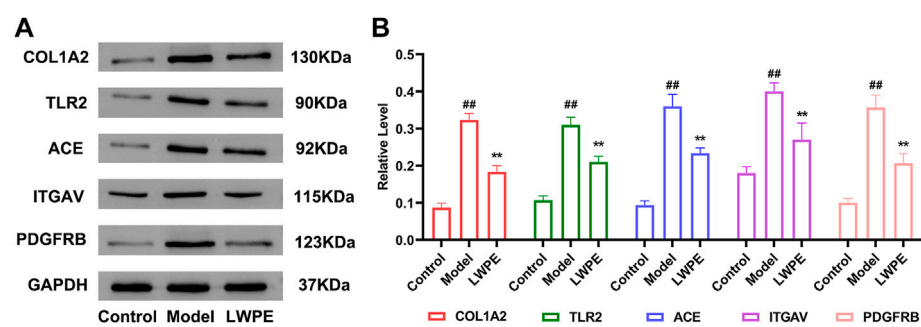 A
COL1A2 130KDa
TLR2 90KDa
ACE 92KDa
ITGAV 115KDa
PDGFRB 123KDa
GAPDH 37KDa
Control Model LWPE
B
Relative Level
0.5
0.4
0.3
0.2
0.1
0.0
## ** ## ** ## ** ## ** ## **
Control Model LWPE Control Model LWPE Control Model LWPE Control Model LWPE Control Model LWPE
COL1A2 TLR2 ACE ITGAV PDGFRB